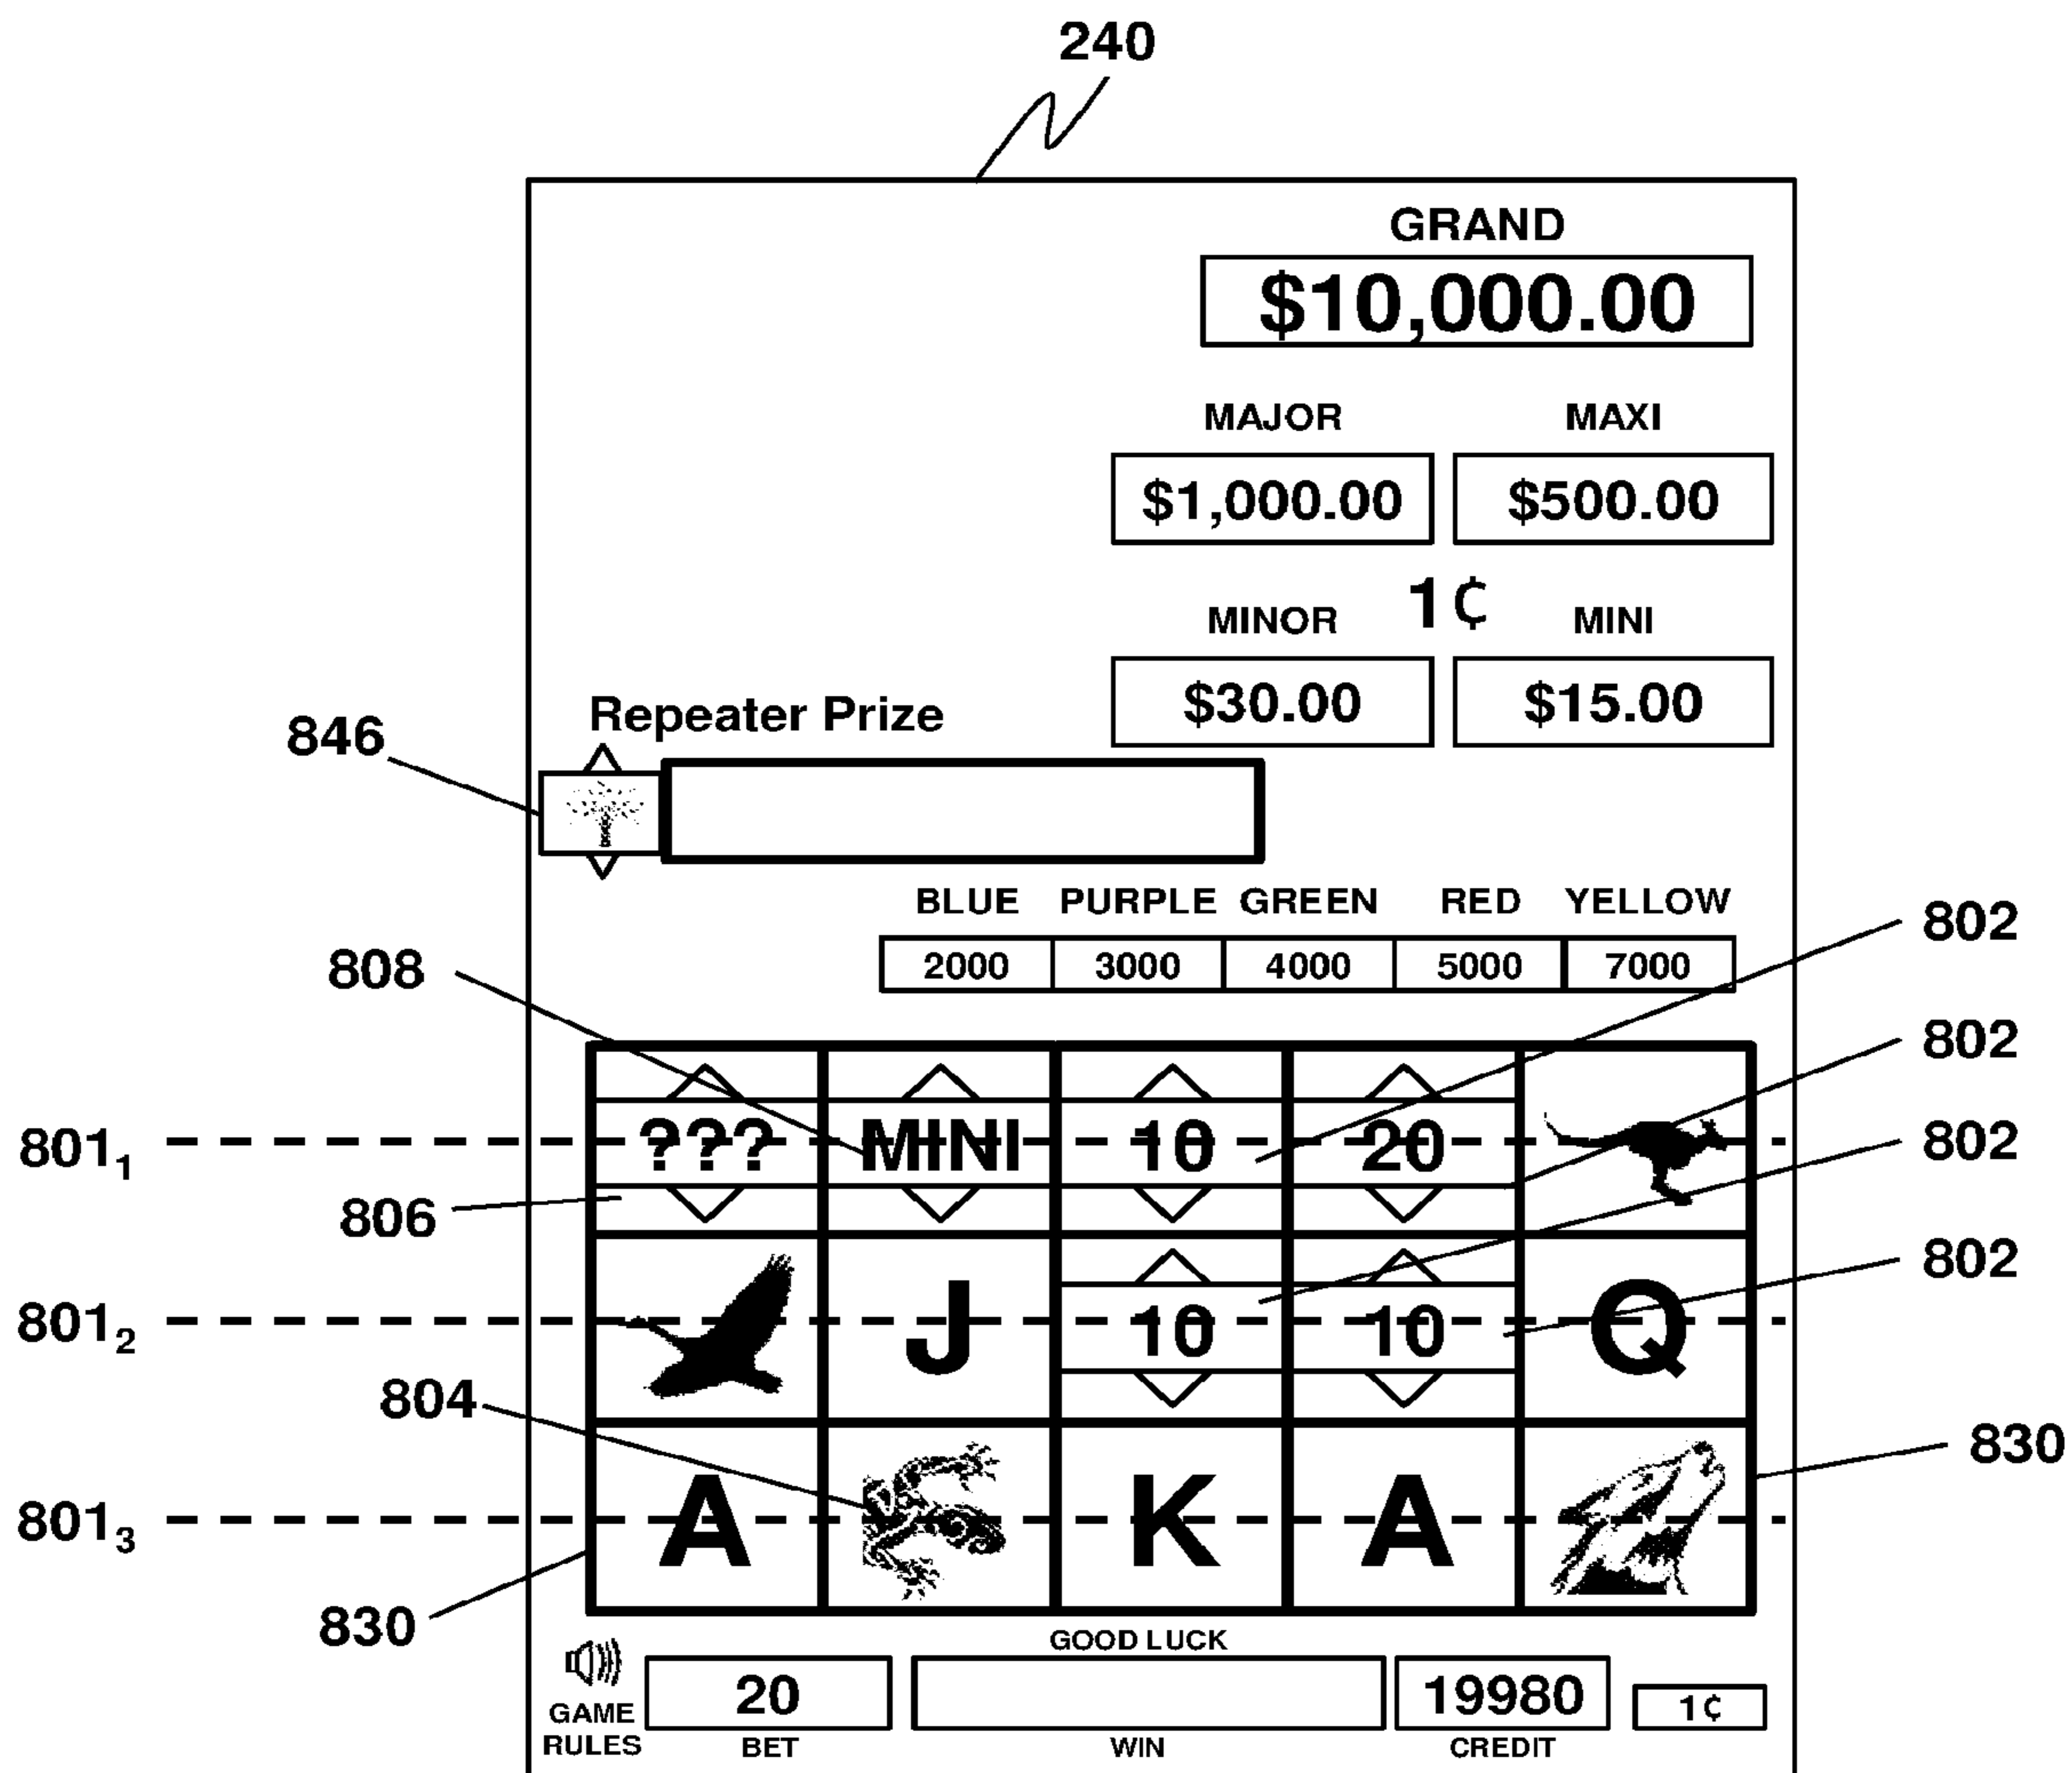 240
GRAND
$10,000.00
MAJOR MAXI
$1,000.00 $500.00
1¢
MINOR MINI
$30.00 $15.00
Repeater Prize
846
BLUE PURPLE GREEN RED YELLOW
2000 3000 4000 5000 7000
802
808
802
801₁ ??? MINI 10 20
802
806
802
801₂ J 10 10 Q
804
830
801₃ A K A
830
GOOD LUCK
20 19980 1¢
GAME
RULES BET WIN CREDIT